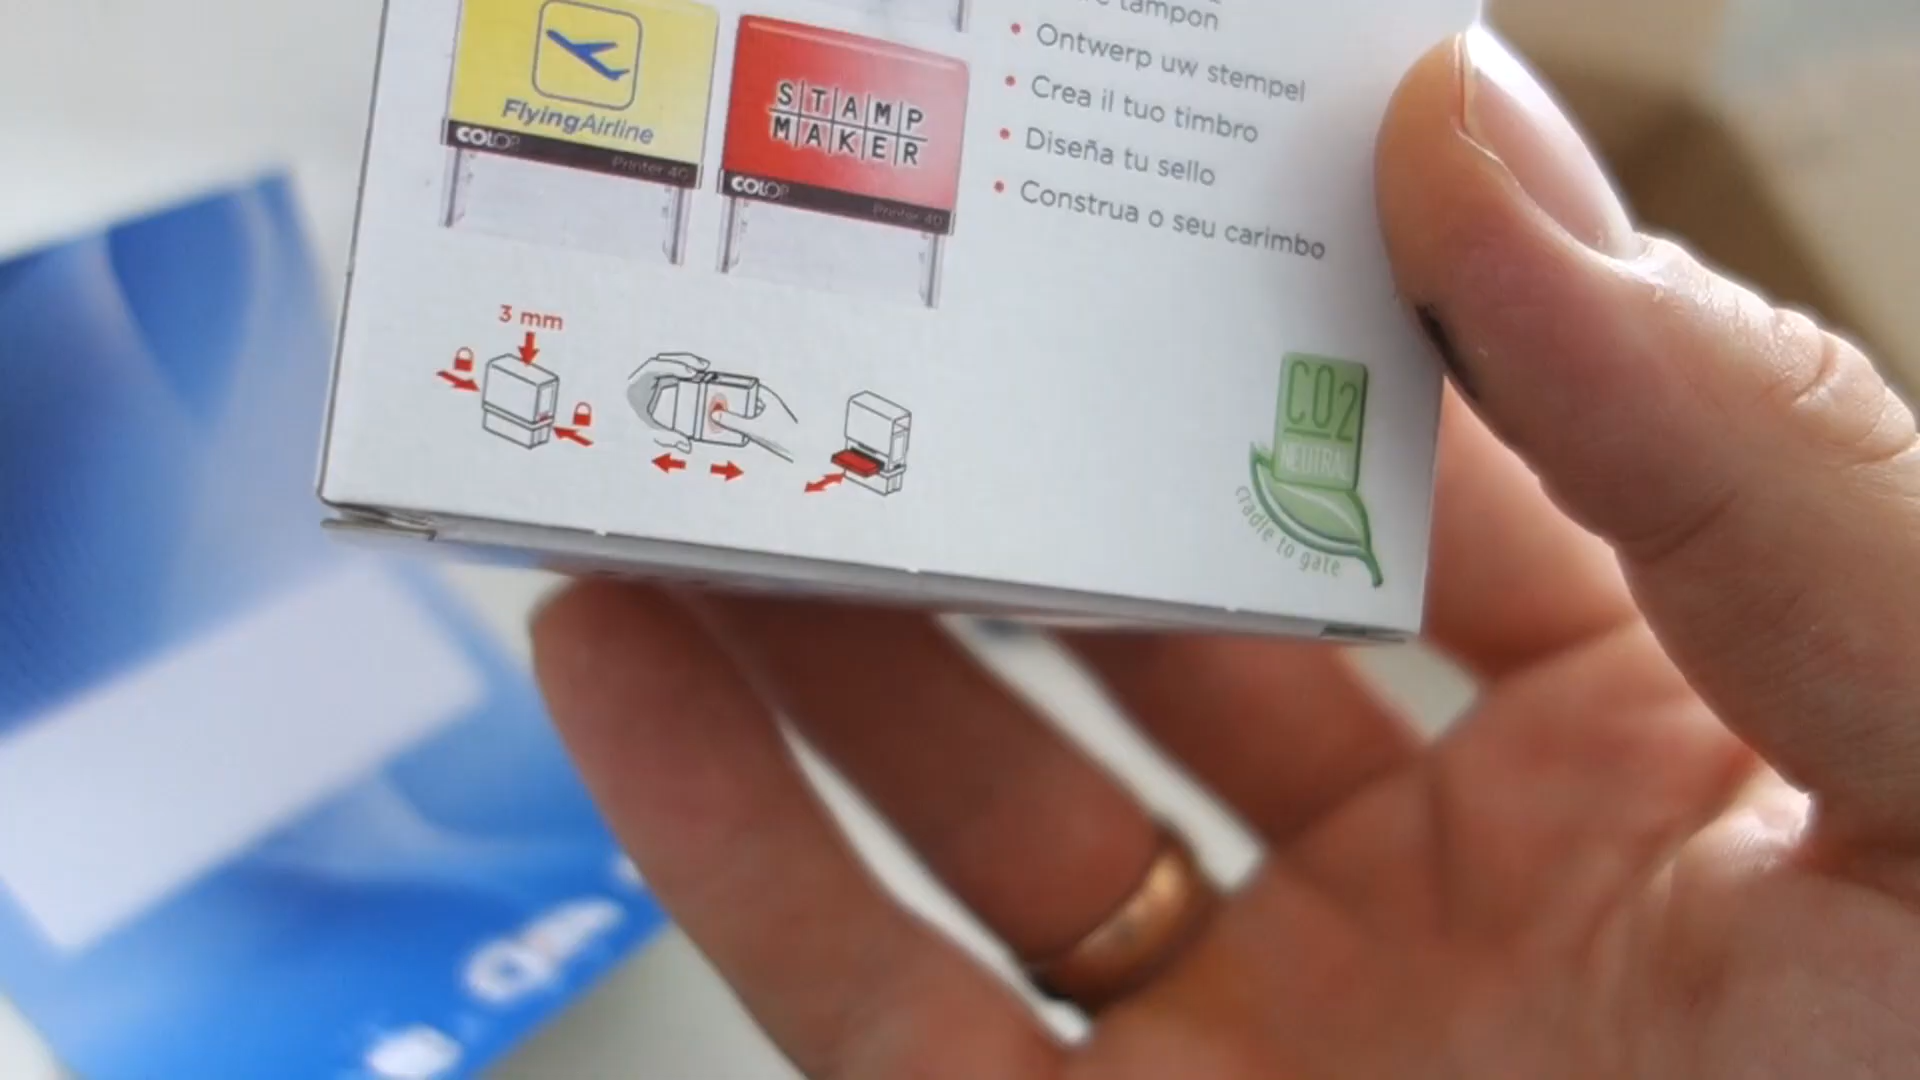 tampon
Ontwerp uw stempel
Crea il tuo timbro
Diseña tu sello
Construa o seu carimbo
FlyingAirline
COLOP
Printer 40
STAMP
MAKER
COLOP
Printer 40
3 mm
CO2
NEUTRAL
cradle to gate